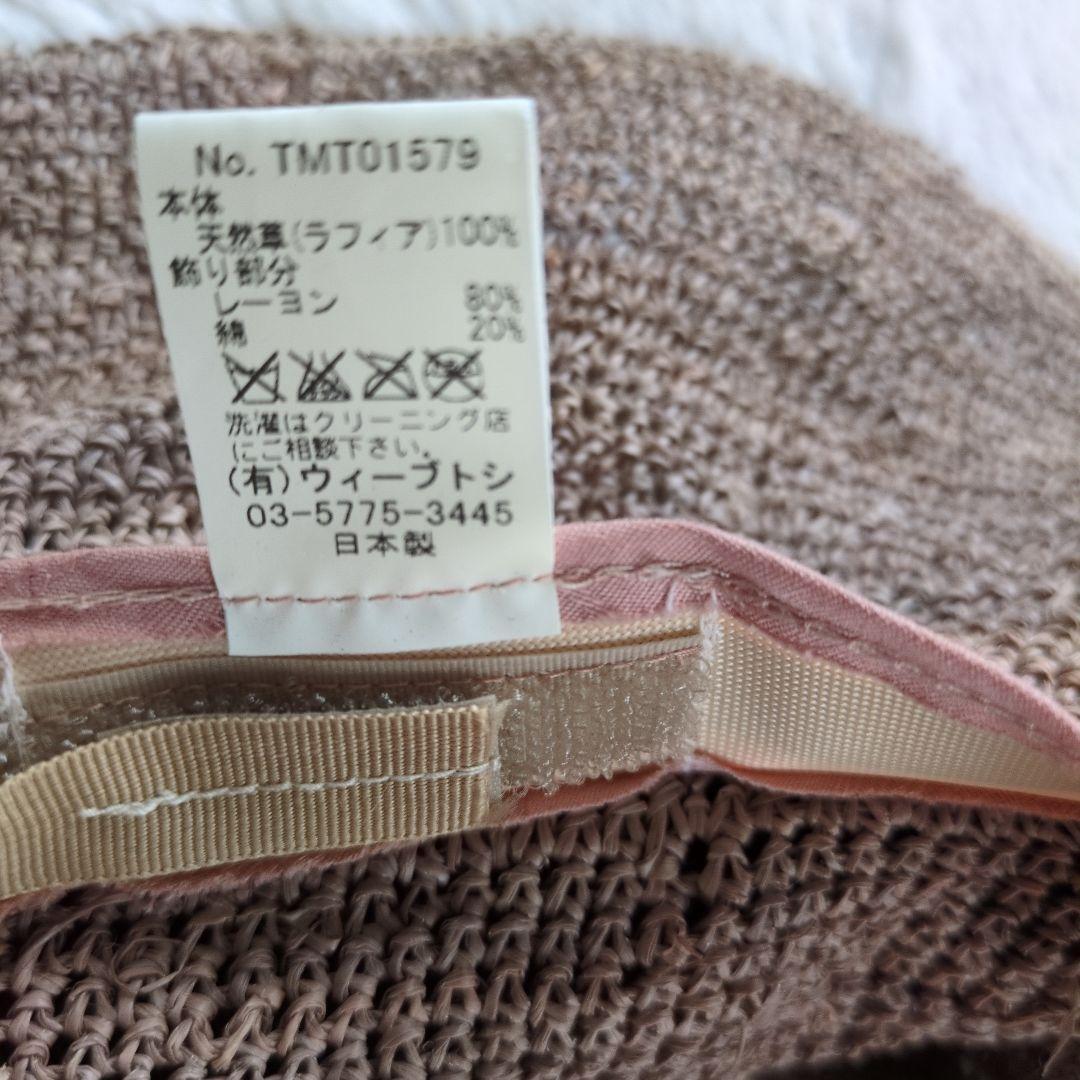 No. TMT01579
本体
天然草(ラフィア)100%
飾り部分
レーヨン 80%
綿 20%
洗濯はクリーニング店
にご相談下さい。
(有)ウィーブトシ
03-5775-3445
日本製